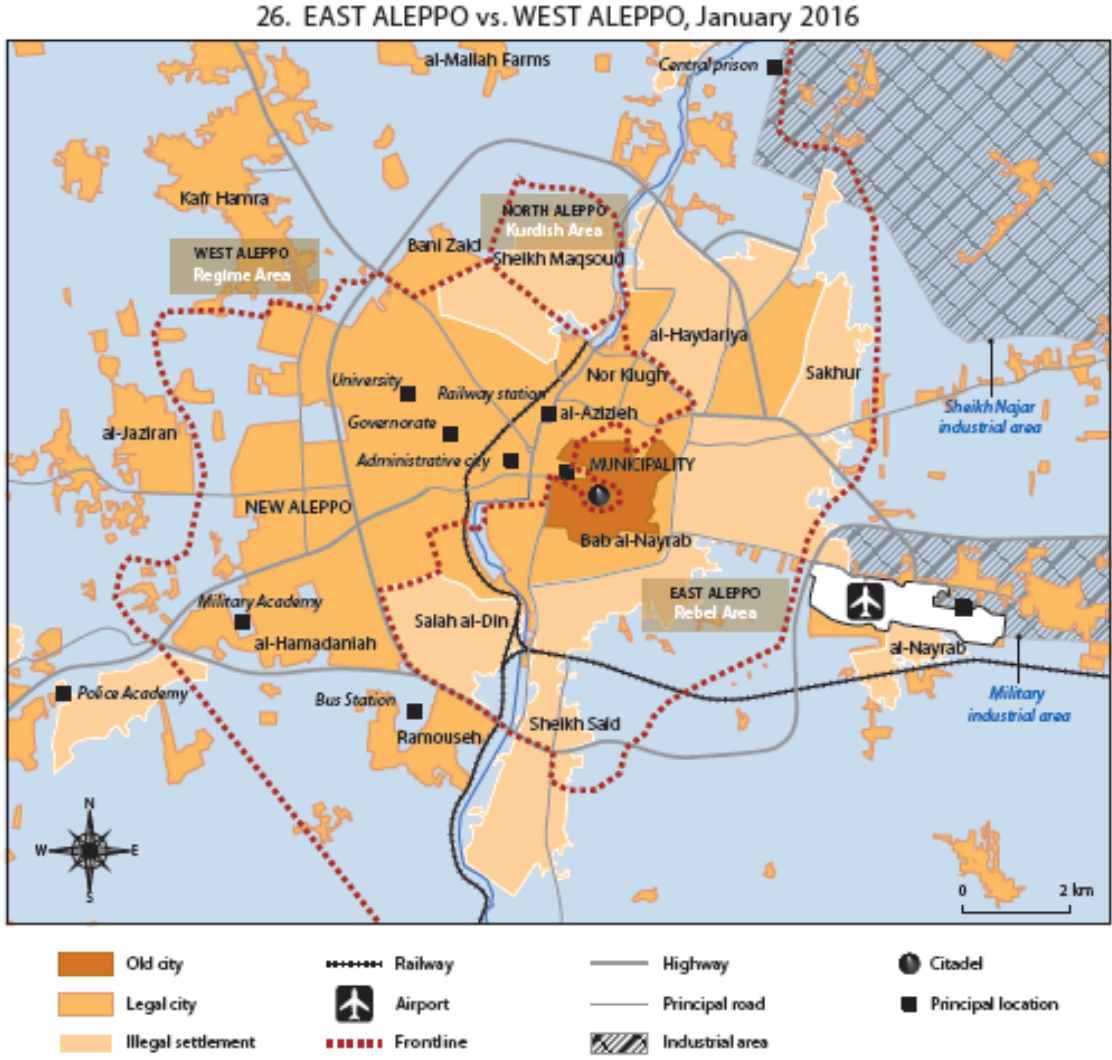 26. EAST ALEPPO vs. WEST ALEPPO, January 2016
al-Mallah Farms
Central prison
Kafr Hamra
NORTH ALEPPO
Kurdish Area
WEST ALEPPO
Regime Area
Bani Zaid
Sheikh Maqsoud
al-Haydariya
Sakhur
Nor Klugh
University
Railway station
al-Azizieh
Sheikh Najar
industrial area
Governorate
al-Jaziran
Administrative city
MUNICIPALITY
NEW ALEPPO
Bab al-Nayrab
EAST ALEPPO
Rebel Area
Military Academy
Salah al-Din
al-Hamadaniah
al-Nayrab
Police Academy
Bus Station
Military
industrial area
Sheikh Said
Ramouseh
N
W
E
S
0
2 km
Old city
Railway
Highway
Citadel
Legal city
Airport
Principal road
Principal location
Illegal settlement
Frontline
Industrial area